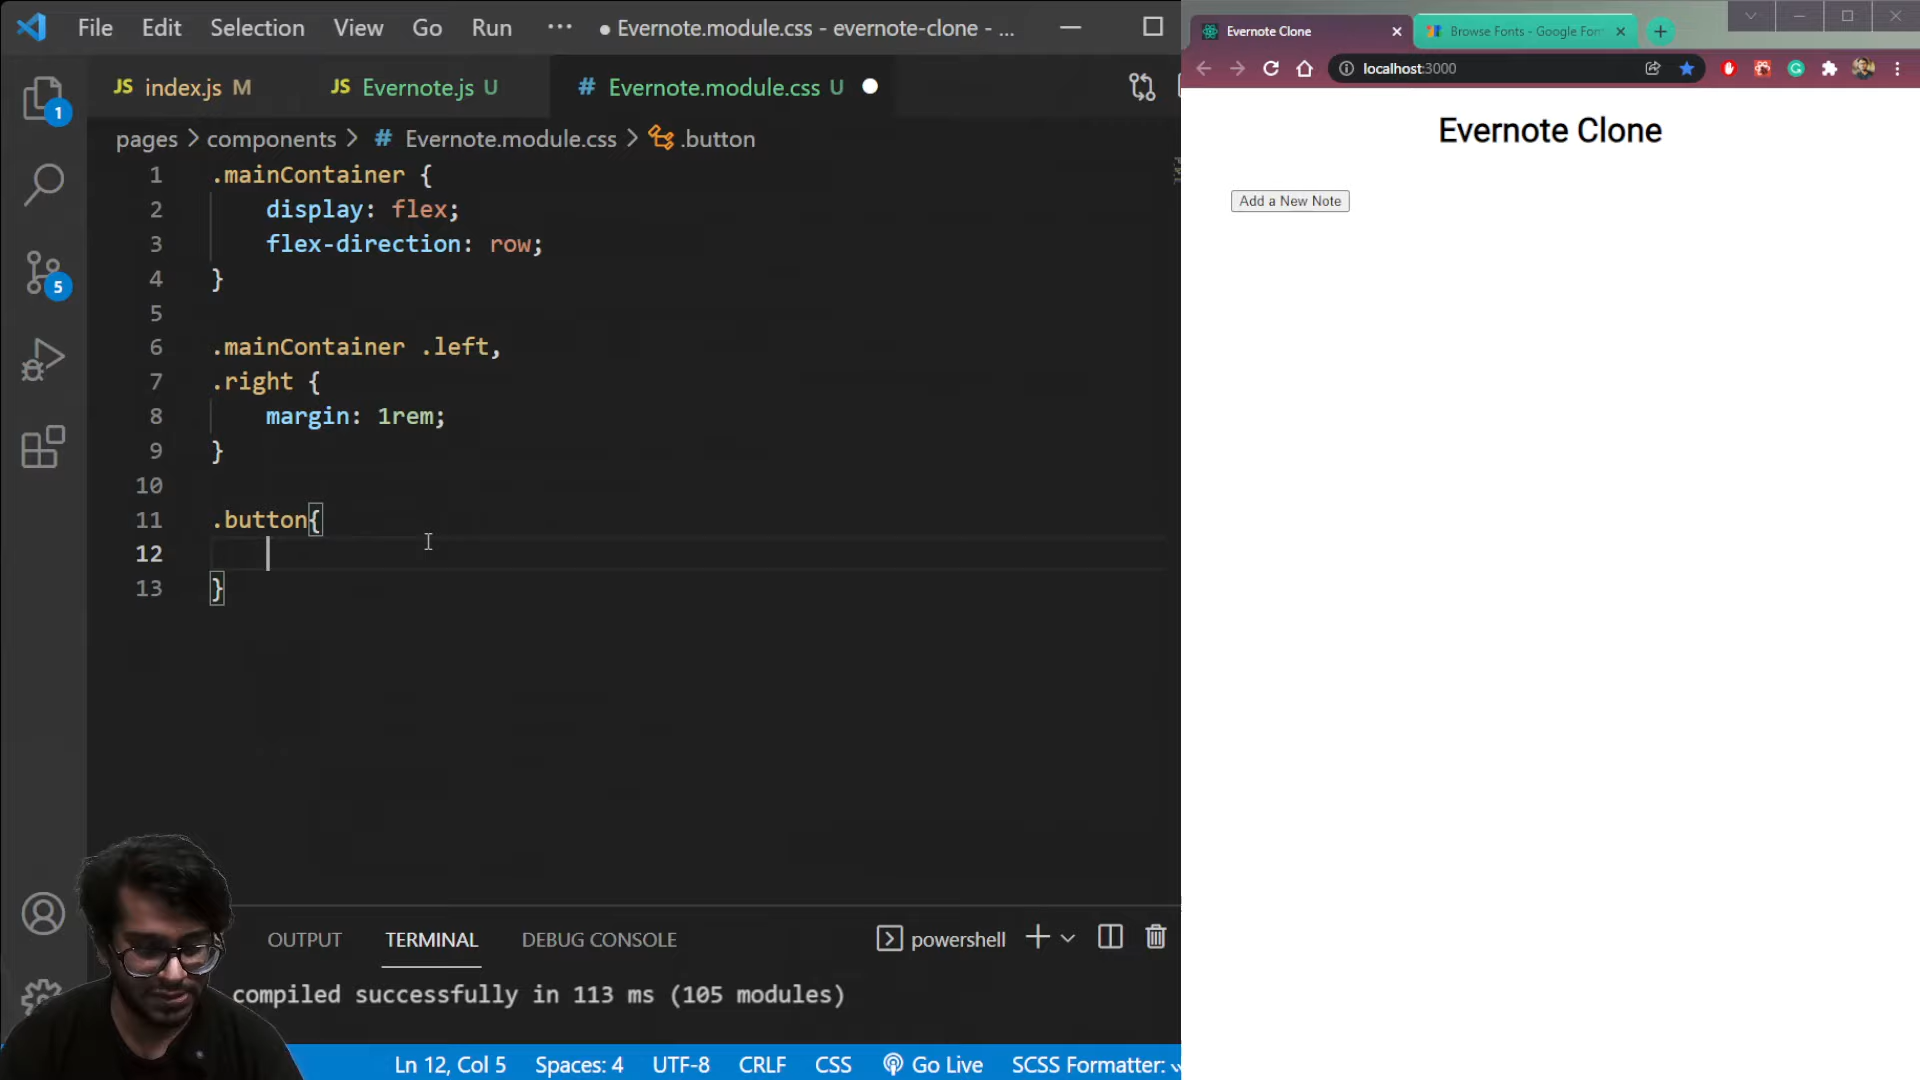 File Edit Selection View Go Run ··· ● Evernote.module.css - evernote-clone - ...
JS index.js M JS Evernote.js U # Evernote.module.css U
pages > components > # Evernote.module.css > .button
1 .mainContainer {
2 display: flex;
3 flex-direction: row;
4 }
5
6 .mainContainer .left,
7 .right {
8 margin: 1rem;
9 }
10
11 .button{
12
13 }
1
5
OUTPUT TERMINAL DEBUG CONSOLE powershell
compiled successfully in 113 ms (105 modules)
Ln 12, Col 5 Spaces: 4 UTF-8 CRLF CSS Go Live SCSS Formatter:
Evernote Clone Browse Fonts - Google Fon
localhost:3000
Evernote Clone
Add a New Note